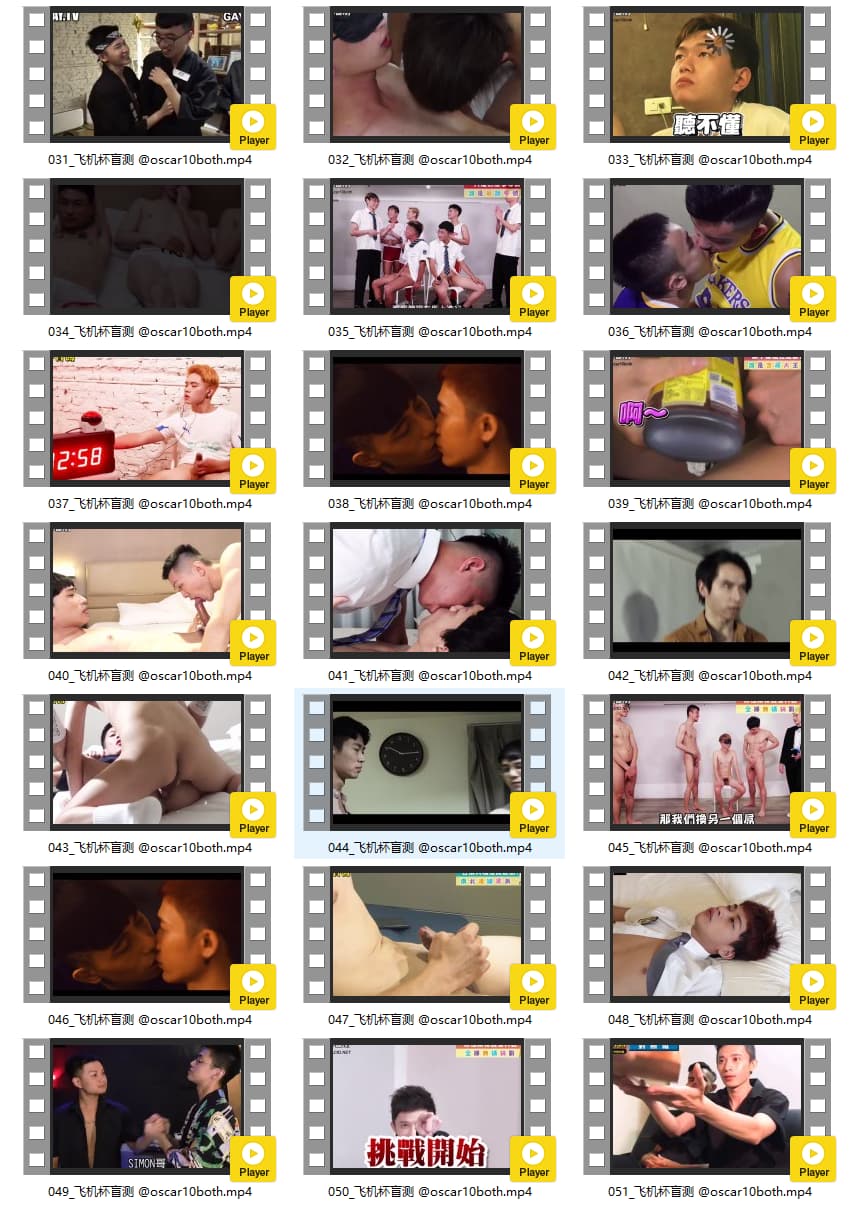 AY.TV
GAY
Player
Player
聽不懂
Player
031_飞机杯盲测 @oscar10both.mp4
032_飞机杯盲测 @oscar10both.mp4
033_飞机杯盲测 @oscar10both.mp4
Player
Player
LAKERS
Player
034_飞机杯盲测 @oscar10both.mp4
035_飞机杯盲测 @oscar10both.mp4
036_飞机杯盲测 @oscar10both.mp4
12:58
Player
Player
啊~
Player
037_飞机杯盲测 @oscar10both.mp4
038_飞机杯盲测 @oscar10both.mp4
039_飞机杯盲测 @oscar10both.mp4
Player
Player
Player
040_飞机杯盲测 @oscar10both.mp4
041_飞机杯盲测 @oscar10both.mp4
042_飞机杯盲测 @oscar10both.mp4
Player
Player
那我們換另一個感
Player
043_飞机杯盲测 @oscar10both.mp4
044_飞机杯盲测 @oscar10both.mp4
045_飞机杯盲测 @oscar10both.mp4
Player
Player
Player
046_飞机杯盲测 @oscar10both.mp4
047_飞机杯盲测 @oscar10both.mp4
048_飞机杯盲测 @oscar10both.mp4
SIMON哥
Player
挑戰開始
Player
Player
049_飞机杯盲测 @oscar10both.mp4
050_飞机杯盲测 @oscar10both.mp4
051_飞机杯盲测 @oscar10both.mp4